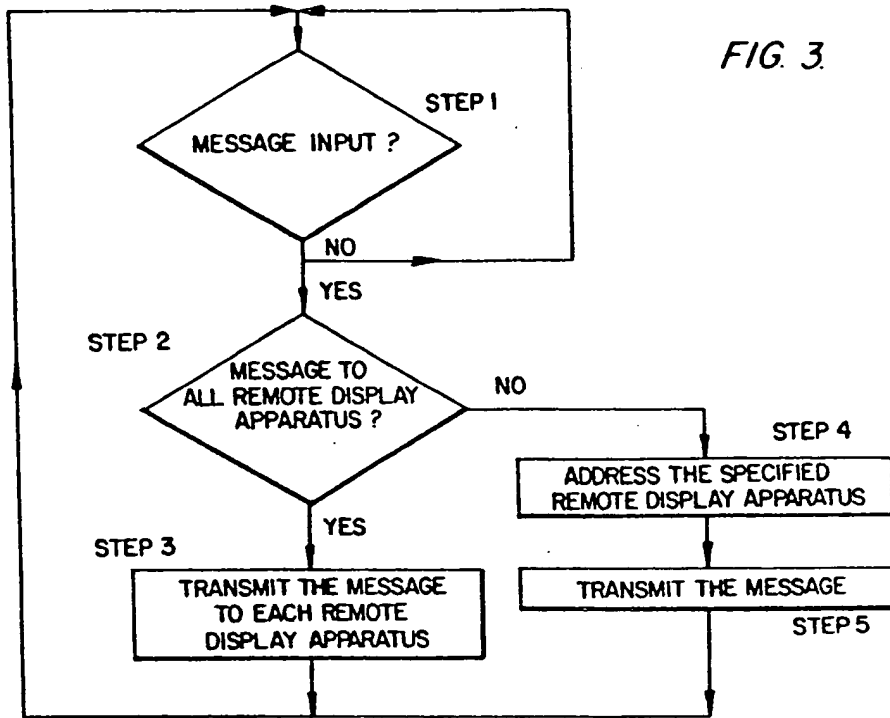 FIG. 3.
STEP 1
MESSAGE INPUT ?
NO
YES
STEP 2
MESSAGE TO
ALL REMOTE DISPLAY
APPARATUS ?
NO
YES
STEP 3
TRANSMIT THE MESSAGE
TO EACH REMOTE
DISPLAY APPARATUS
STEP 4
ADDRESS THE SPECIFIED
REMOTE DISPLAY APPARATUS
TRANSMIT THE MESSAGE
STEP 5